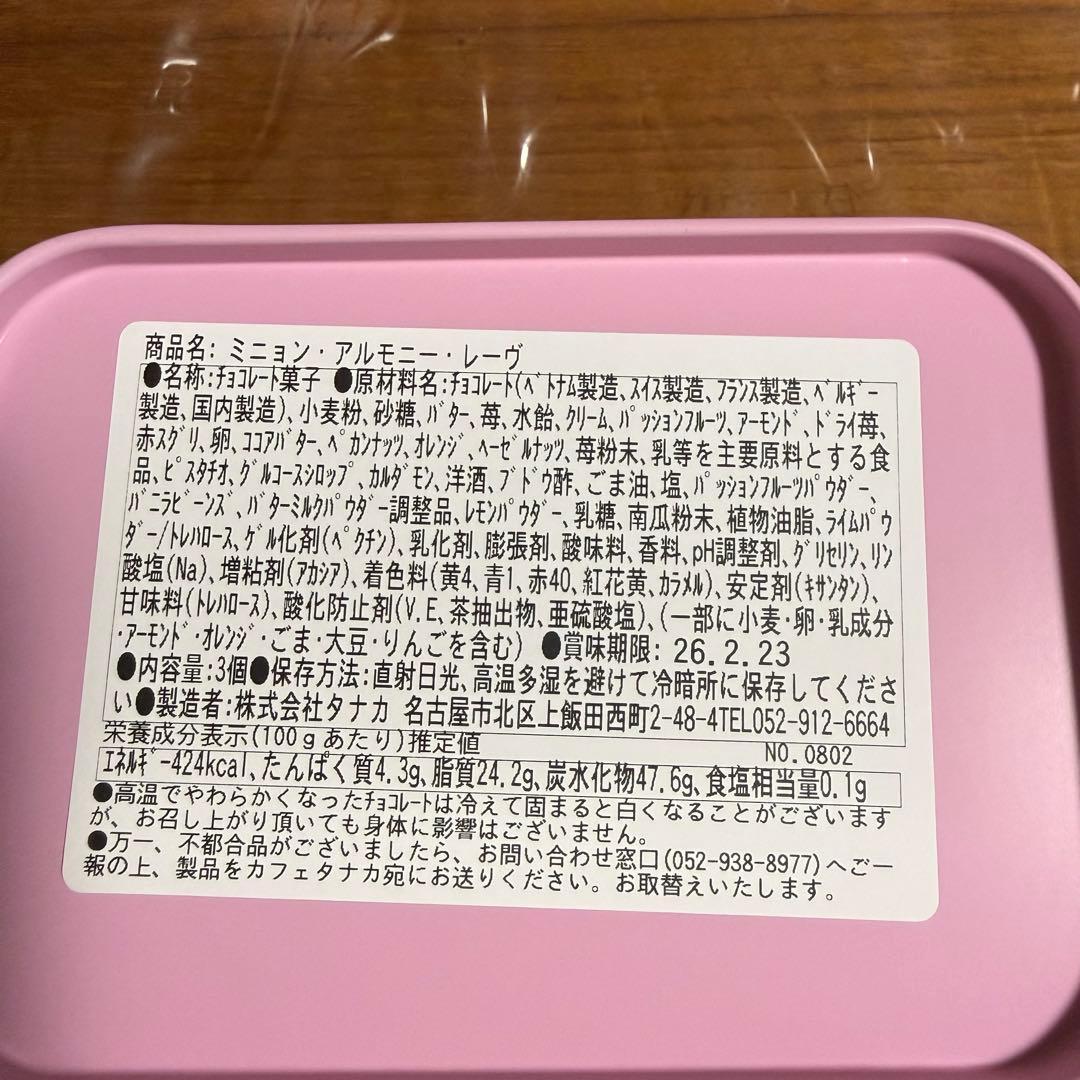 商品名: ミニョン・アルモニー・レーヴ
●名称:ﾁｮｺﾚｰﾄ菓子 ●原材料名:ﾁｮｺﾚｰﾄ(ﾍﾞﾄﾅﾑ製造､ｽｲｽ製造､ﾌﾗﾝｽ製造､ﾍﾞﾙｷﾞｰ
製造､国内製造)､小麦粉､砂糖､ﾊﾞﾀｰ､苺､水飴､ｸﾘｰﾑ､ﾊﾟｯｼｮﾝﾌﾙｰﾂ､ｱｰﾓﾝﾄﾞ､ﾄﾞﾗｲ苺､
赤ｽｸﾞﾘ､卵､ｺｺｱﾊﾞﾀｰ､ﾍﾟｶﾝﾅｯﾂ､ｵﾚﾝｼﾞ､ﾍｰｾﾞﾙﾅｯﾂ､苺粉末､乳等を主要原料とする食
品､ﾋﾟｽﾀﾁｵ､ｸﾞﾙｺｰｽｼﾛｯﾌﾟ､ｶﾙﾀﾞﾓﾝ､洋酒､ﾌﾞﾄﾞｳ酢､ごま油､塩､ﾊﾟｯｼｮﾝﾌﾙｰﾂﾊﾟｳﾀﾞｰ､
ﾊﾞﾆﾗﾋﾞｰﾝｽﾞ､ﾊﾞﾀｰﾐﾙｸﾊﾟｳﾀﾞｰ調整品､ﾚﾓﾝﾊﾟｳﾀﾞｰ､乳糖､南瓜粉末､植物油脂､ﾗｲﾑﾊﾟｳ
ﾀﾞｰ/ﾄﾚﾊﾛｰｽ､ｹﾞﾙ化剤(ﾍﾟｸﾁﾝ)､乳化剤､膨張剤､酸味料､香料､pH調整剤､ｸﾞﾘｾﾘﾝ､ﾘﾝ
酸塩(Na)､増粘剤(ｱｶｼｱ)､着色料(黄4､青1､赤40､紅花黄､ｶﾗﾒﾙ)､安定剤(ｷｻﾝﾀﾝ)､
甘味料(ﾄﾚﾊﾛｰｽ)､酸化防止剤(V.E､茶抽出物､亜硫酸塩)､(一部に小麦・卵・乳成分
・ｱｰﾓﾝﾄﾞ・ｵﾚﾝｼﾞ・ごま・大豆・りんごを含む) ●賞味期限: 26.2.23
●内容量:3個●保存方法:直射日光､高温多湿を避けて冷暗所に保存してくださ
い●製造者:株式会社タナカ 名古屋市北区上飯田西町2-48-4TEL052-912-6664
栄養成分表示(100gあたり)推定値 NO.0802
ｴﾈﾙｷﾞｰ424kcal､たんぱく質4.3g､脂質24.2g､炭水化物47.6g､食塩相当量0.1g
●高温でやわらかくなったﾁｮｺﾚｰﾄは冷えて固まると白くなることがございます
が、お召し上がり頂いても身体に影響はございません。
●万一、不都合品がございましたら、お問い合わせ窓口(052-938-8977)へご一
報の上、製品をカフェタナカ宛にお送りください。お取替えいたします。